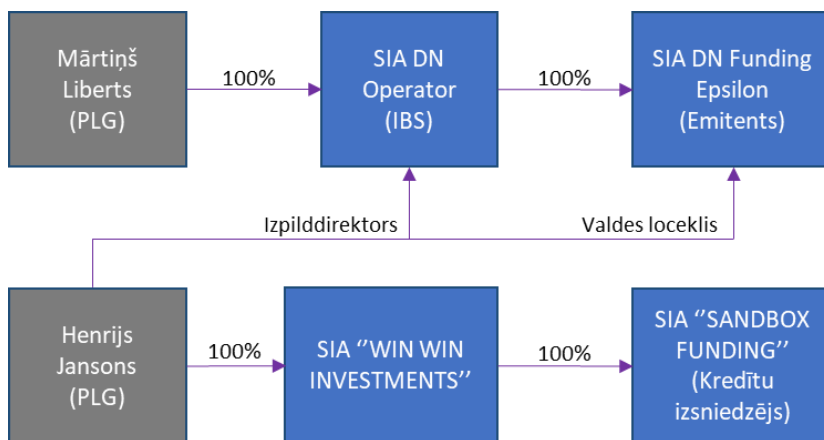 Mārtiņš
Liberts
(PLG)
100%
SIA DN
Operator
(IBS)
100%
SIA DN Funding
Epsilon
(Emitents)
Izpilddirektors
Valdes loceklis
Henrijs
Jansons
(PLG)
100%
SIA ‘’WIN WIN
INVESTMENTS’’
100%
SIA ‘’SANDBOX
FUNDING’’
(Kredītu
izsniedzējs)